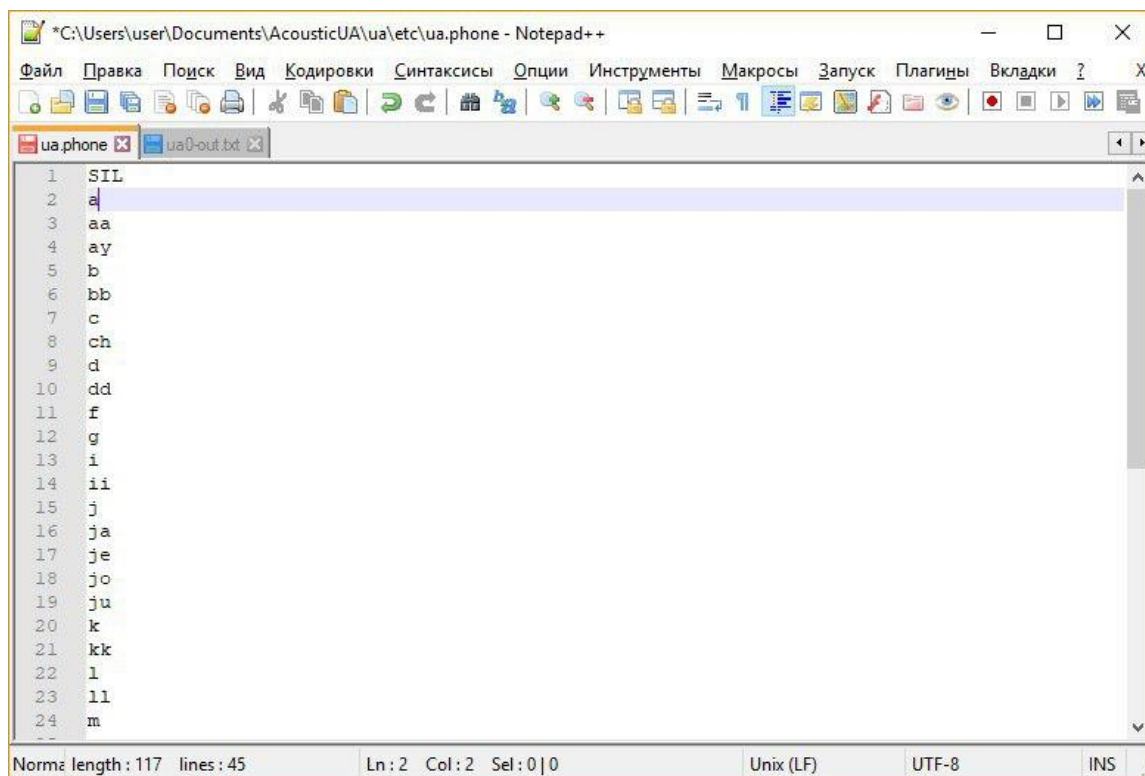 *C:\Users\user\Documents\AcousticUA\ua\etc\ua.phone - Notepad++
Файл Правка Поиск Вид Кодировки Синтаксисы Опции Инструменты Макросы Запуск Плагины Вкладки ? X
ua.phone ua0-out.txt
1 SIL
2 a
3 aa
4 ay
5 b
6 bb
7 c
8 ch
9 d
10 dd
11 f
12 g
13 i
14 ii
15 j
16 ja
17 je
18 jo
19 ju
20 k
21 kk
22 l
23 ll
24 m
Norma length : 117 lines : 45 Ln : 2 Col : 2 Sel : 0 | 0 Unix (LF) UTF-8 INS